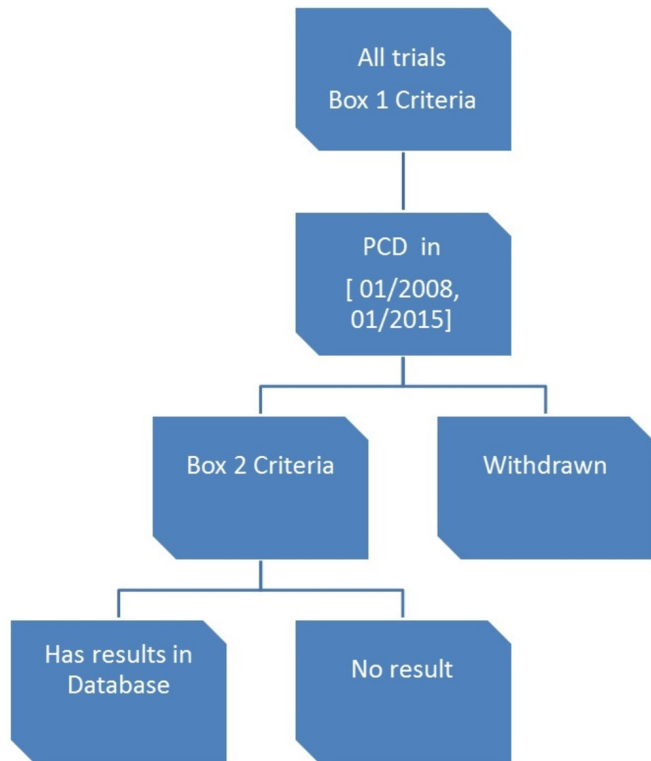 All trials
Box 1 Criteria
PCD in
[ 01/2008,
01/2015]
Box 2 Criteria
Withdrawn
Has results in
Database
No result